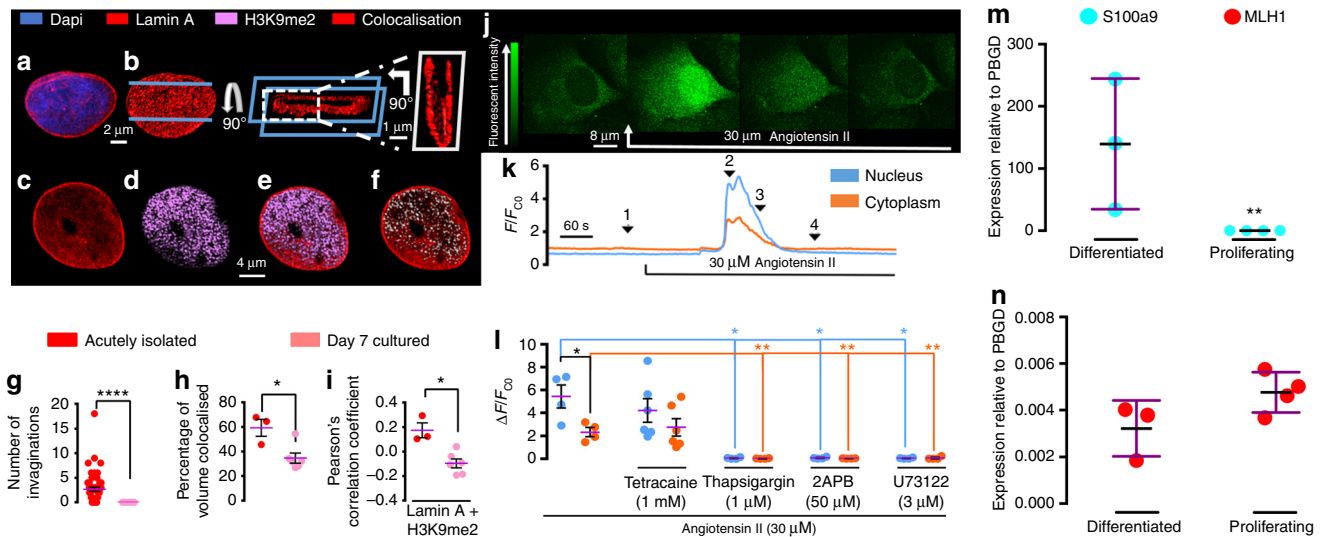 Dapi Lamin A H3K9me2 Colocalisation
a b
2 μm
90°
90°
1 μm
c d e f
4 μm
j
Fluorescent intensity
8 μm
30 μm Angiotensin II
k
F/F_C0
6
4
2
0
60 s
1 2 3 4
Nucleus
Cytoplasm
30 μM Angiotensin II
Acutely isolated Day 7 cultured
g
Number of
invaginations
20
15
10
5
0
****
h
Percentage of
volume colocalised
80
60
40
20
0
*
i
Pearson's
correlation coefficient
0.4
0.2
0.0
−0.2
−0.4
*
Lamin A +
H3K9me2
l
ΔF/F_C0
10
8
6
4
2
0
*
* * *
** ** **
Tetracaine Thapsigargin 2APB U73122
(1 mM) (1 μM) (50 μM) (3 μM)
Angiotensin II (30 μM)
m
S100a9 MLH1
Expression relative to PBGD
300
200
100
0
**
Differentiated Proliferating
n
Expression relative to PBGD
0.008
0.006
0.004
0.002
0.000
Differentiated Proliferating